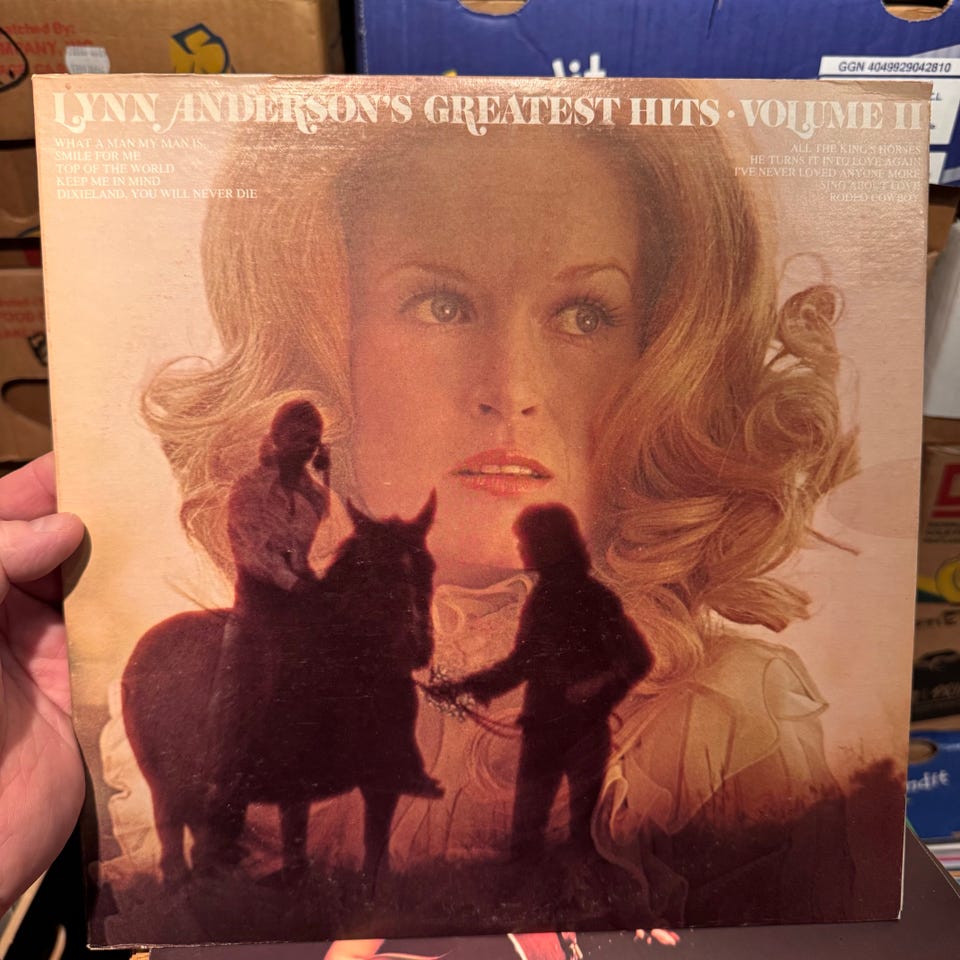 LYNN ANDERSON'S GREATEST HITS · VOLUME II
WHAT A MAN MY MAN IS
SMILE FOR ME
TOP OF THE WORLD
KEEP ME IN MIND
DIXIELAND, YOU WILL NEVER DIE
ALL THE KING'S HORSES
HE TURNS IT INTO LOVE AGAIN
I'VE NEVER LOVED ANYONE MORE
SING ABOUT LOVE
RODEO COWBOY
GGN 4049929042810